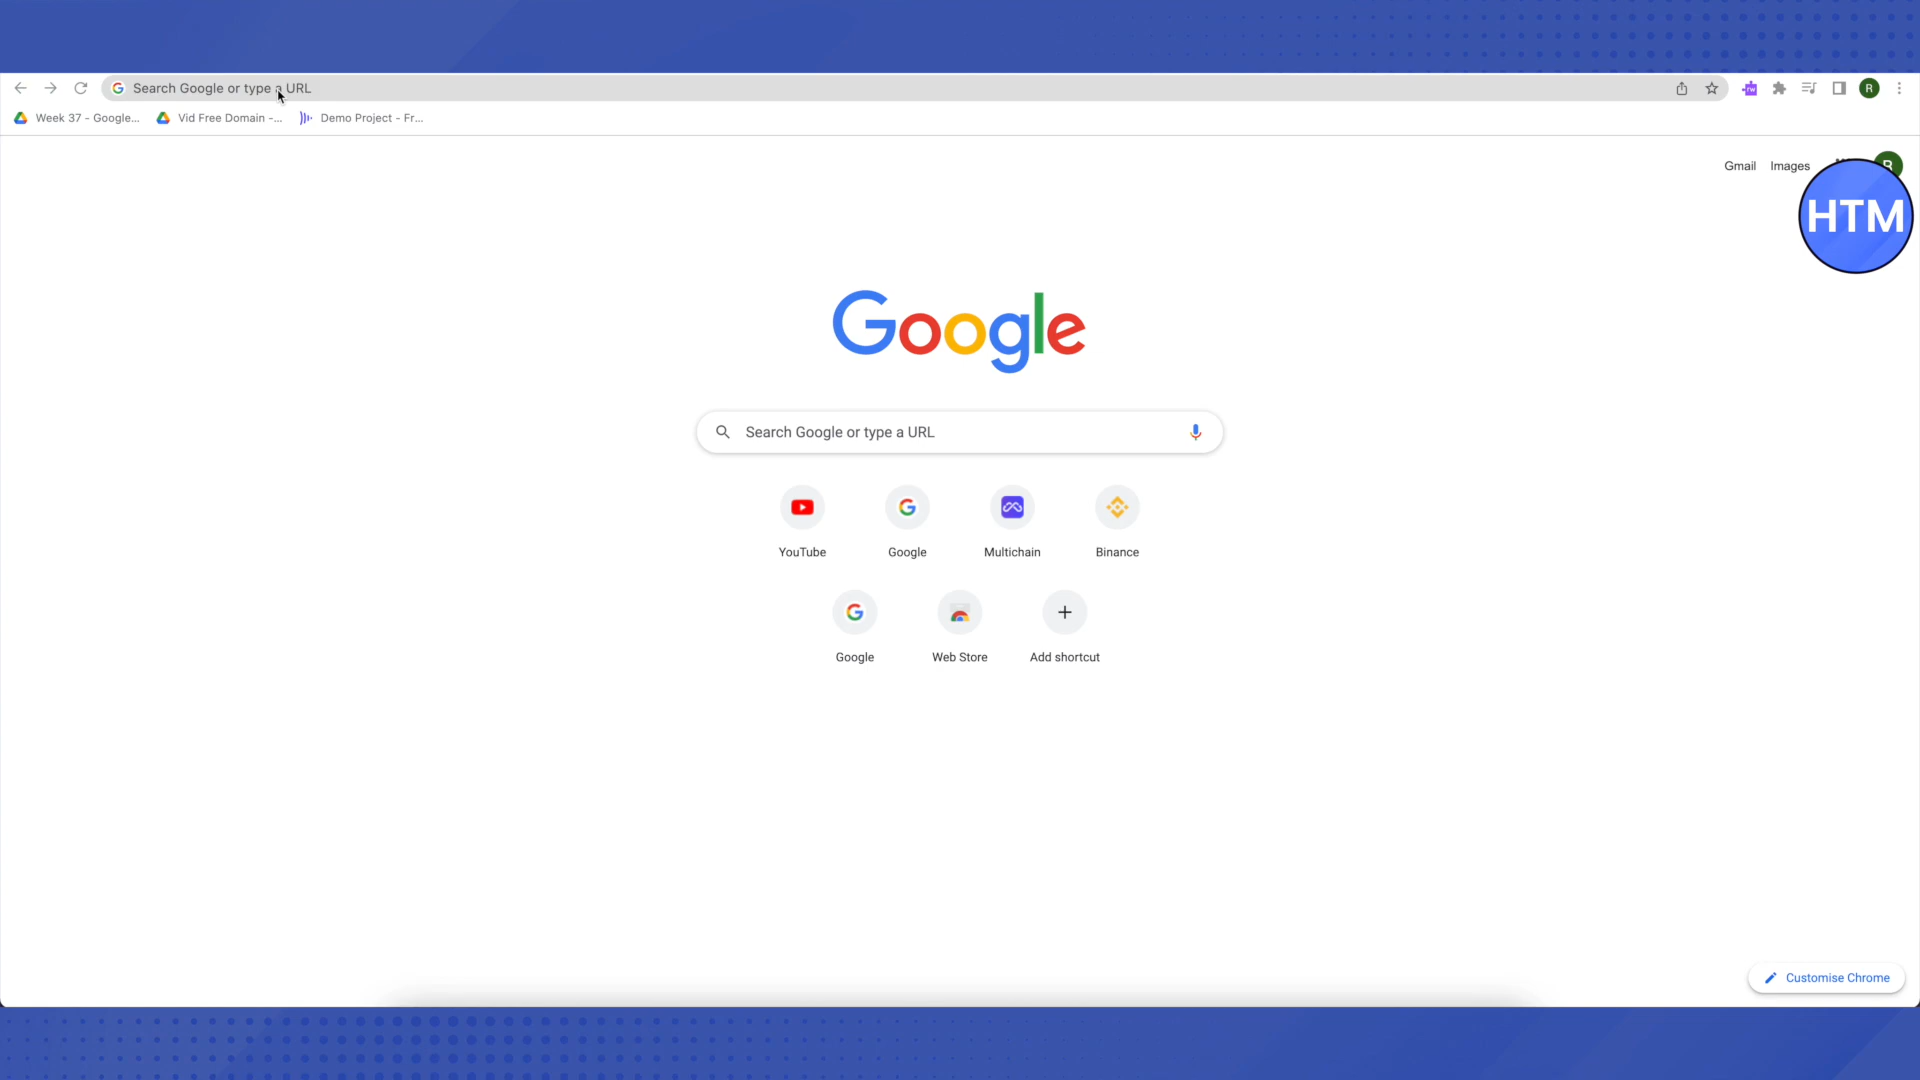 Search Google or type a URL
Week 37 - Google...
Vid Free Domain -...
Demo Project - Fr...
rw
R
Gmail
Images
R
HTM
Google
Search Google or type a URL
YouTube
Google
Multichain
Binance
Google
Web Store
Add shortcut
Customise Chrome